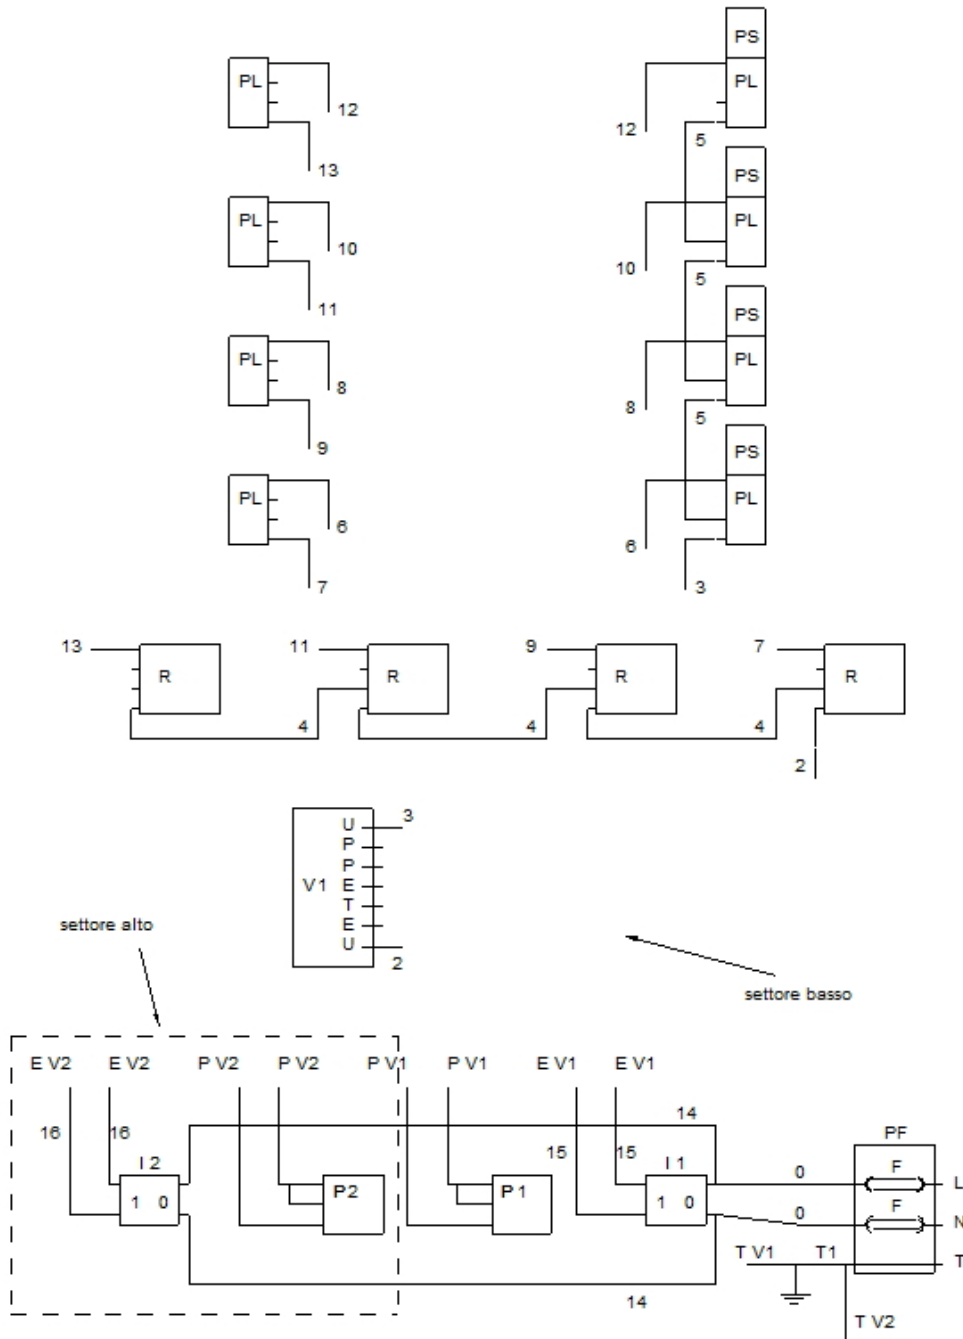 PS
PL
PL
12
12
5
13
PS
PL
PL
10
10
5
11
PS
PL
PL
8
8
5
9
PS
PL
PL
6
6
7
3
13
11
9
7
R
R
R
R
4
4
4
2
3
U
P
P
V1 E
T
E
U
2
settore alto
settore basso
E V2 E V2 P V2 P V2 P V1 P V1 E V1 E V1
14
16 16
15 15
PF
I 2
I 1
0
F
L
P2
P1
1 0
1 0
0
F
N
T V1 T1
T
14
T V2